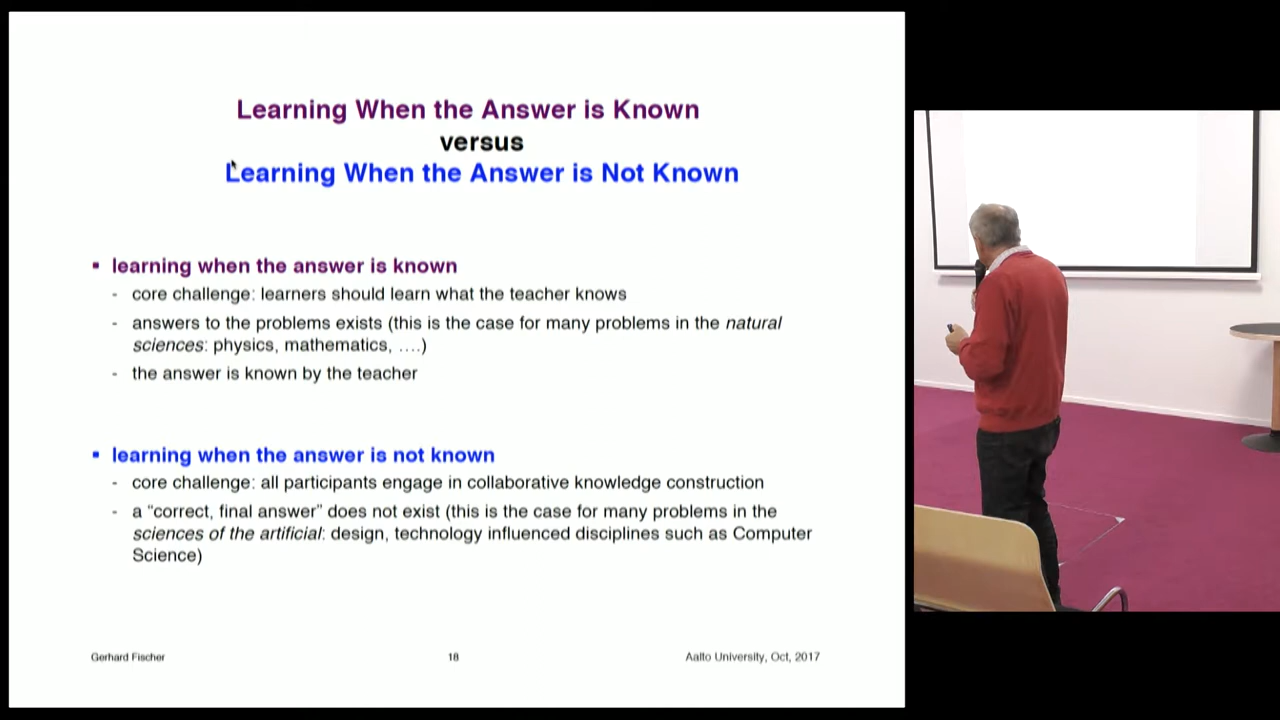 Learning When the Answer is Known
versus
Learning When the Answer is Not Known
▪ learning when the answer is known
- core challenge: learners should learn what the teacher knows
- answers to the problems exists (this is the case for many problems in the natural
sciences: physics, mathematics, ….)
- the answer is known by the teacher
▪ learning when the answer is not known
- core challenge: all participants engage in collaborative knowledge construction
- a “correct, final answer” does not exist (this is the case for many problems in the
sciences of the artificial: design, technology influenced disciplines such as Computer
Science)
Gerhard Fischer
18
Aalto University, Oct, 2017